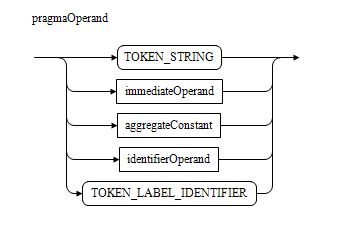 pragmaOperand
TOKEN_STRING
immediateOperand
aggregateConstant
identifierOperand
TOKEN_LABEL_IDENTIFIER